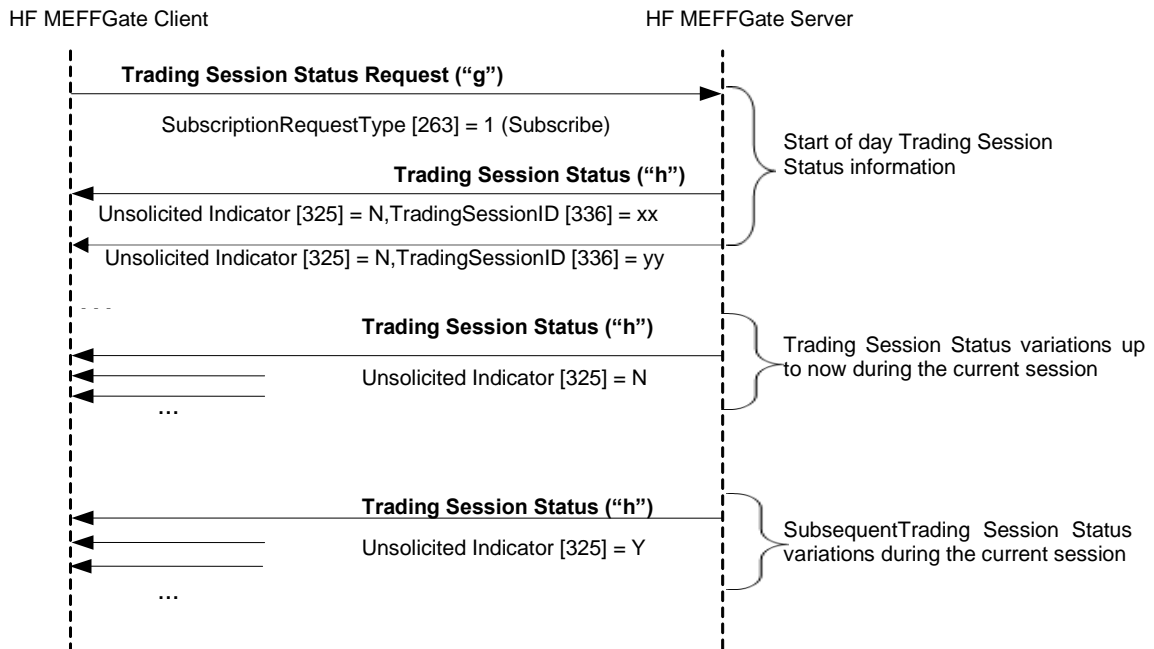 HF MEFFGate Client
HF MEFFGate Server
Trading Session Status Request (“g”)
SubscriptionRequestType [263] = 1 (Subscribe)
Start of day Trading Session
Status information
Trading Session Status (“h”)
Unsolicited Indicator [325] = N,TradingSessionID [336] = xx
Unsolicited Indicator [325] = N,TradingSessionID [336] = yy
...
Trading Session Status (“h”)
Unsolicited Indicator [325] = N
...
Trading Session Status variations up
to now during the current session
Trading Session Status (“h”)
Unsolicited Indicator [325] = Y
...
SubsequentTrading Session Status
variations during the current session